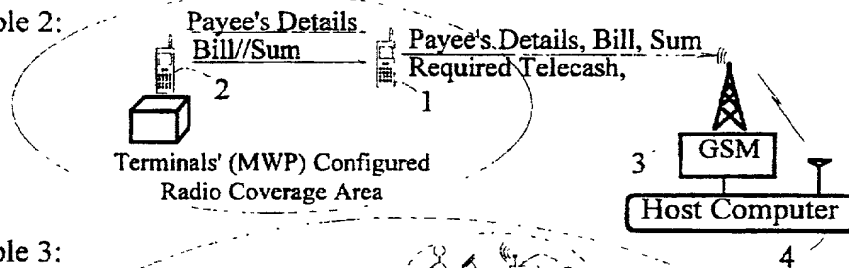 ple 2:
Payee's Details
Bill//Sum
Payee's Details, Bill, Sum
Required Telecash,
2
1
Terminals' (MWP) Configured
Radio Coverage Area
3
GSM
Host Computer
4
ple 3: